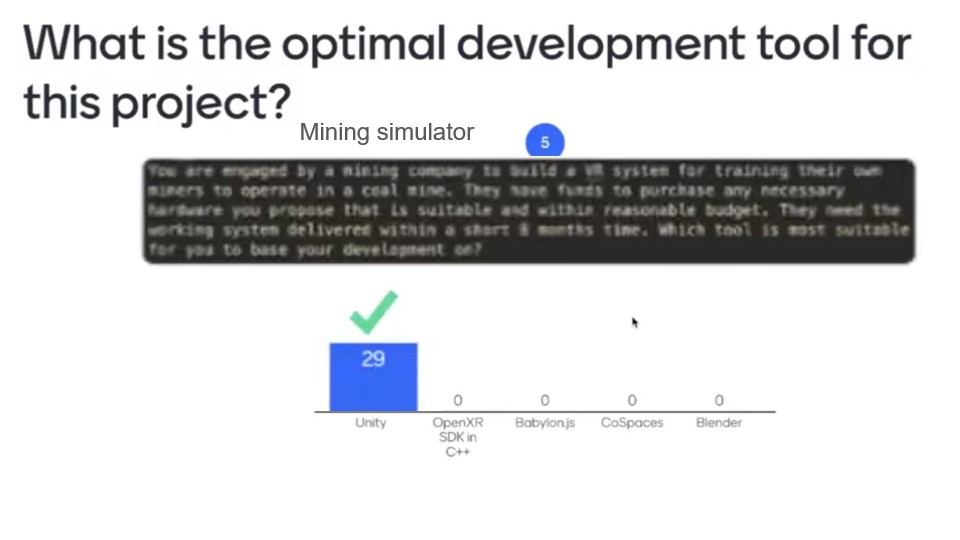 What is the optimal development tool for
this project?
Mining simulator
5
You are engaged by a mining company to build a VR system for training their own
miners to operate in a coal mine. They have funds to purchase any necessary
hardware you propose that is suitable and within reasonable budget. They need the
working system delivered within a short 8 months time. Which tool is most suitable
for you to base your development on?
29
0
0
0
0
Unity
OpenXR
SDK in
C++
Babylon.js
CoSpaces
Blender